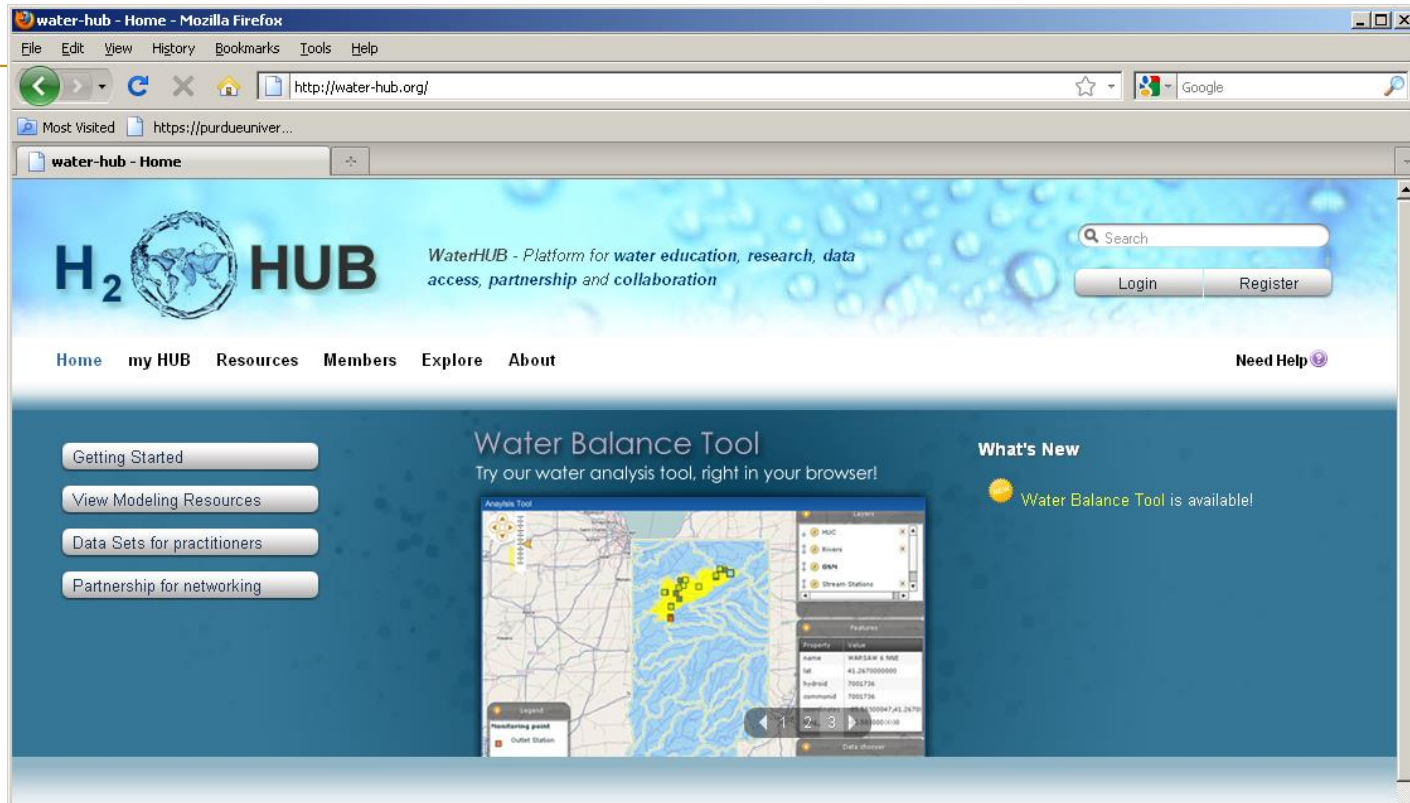 water-hub - Home - Mozilla Firefox
File Edit View History Bookmarks Tools Help
http://water-hub.org/
Google
Most Visited https://purdueuniver...
water-hub - Home
H2 HUB
WaterHUB - Platform for water education, research, data
access, partnership and collaboration
Search
Login Register
Home my HUB Resources Members Explore About
Need Help
Getting Started
View Modeling Resources
Data Sets for practitioners
Partnership for networking
Water Balance Tool
Try our water analysis tool, right in your browser!
Anaylsis Tool
Layers
HUC
Rivers
OSM
Stream Stations
Features
Property Value
name WARSAW 6 NNE
lat 41.2670000000
hydroid 7001736
commonid 7001736
Legend
Monitoring point
Outlet Station
1 2 3
Data chooser
What's New
Water Balance Tool is available!